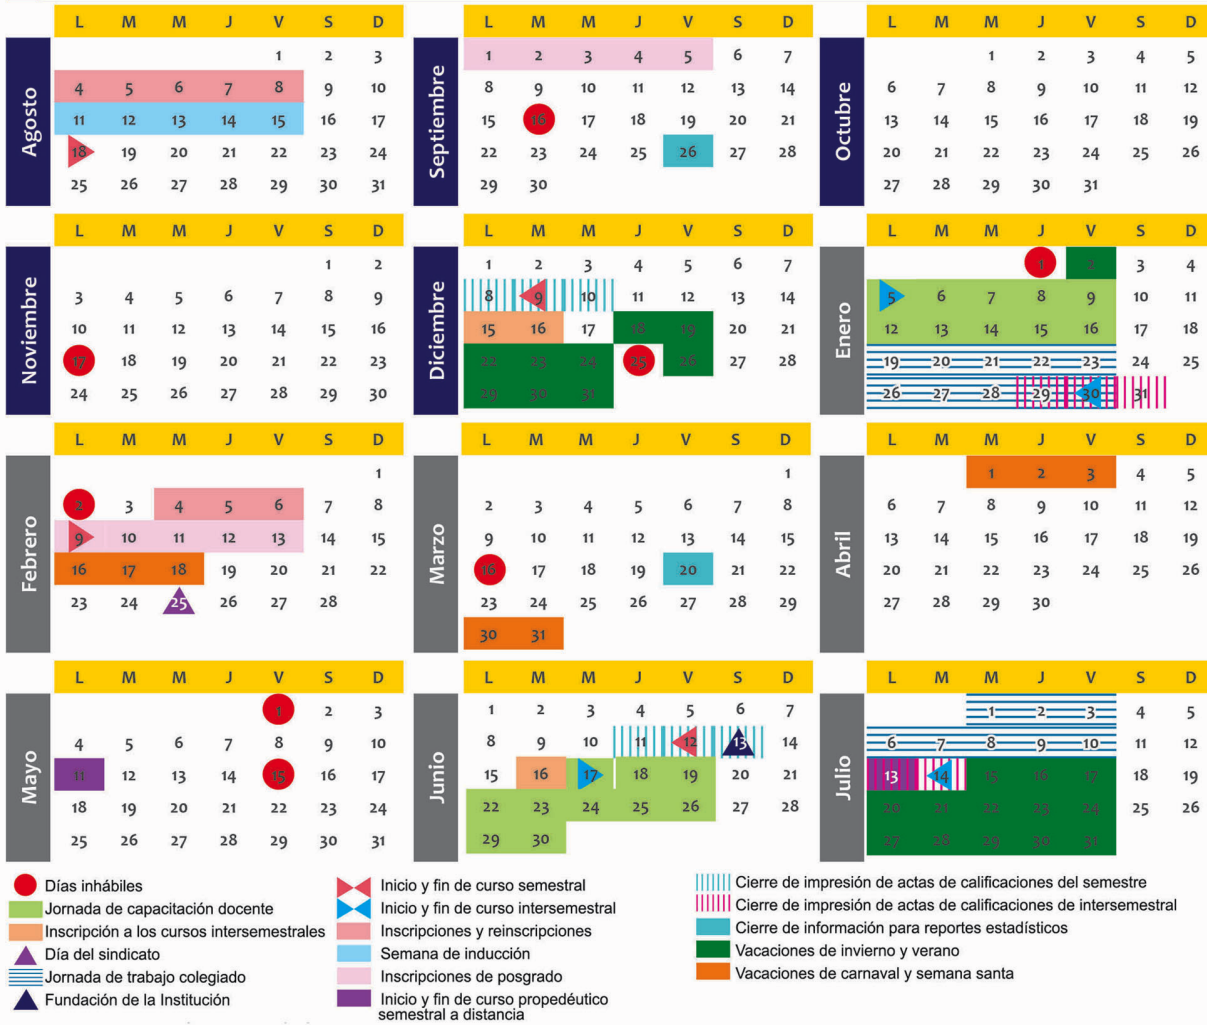 L M M J V S D
Agosto
1 2 3
4 5 6 7 8 9 10
11 12 13 14 15 16 17
18 19 20 21 22 23 24
25 26 27 28 29 30 31
L M M J V S D
Septiembre
1 2 3 4 5 6 7
8 9 10 11 12 13 14
15 16 17 18 19 20 21
22 23 24 25 26 27 28
29 30
L M M J V S D
Octubre
1 2 3 4 5
6 7 8 9 10 11 12
13 14 15 16 17 18 19
20 21 22 23 24 25 26
27 28 29 30 31
L M M J V S D
Noviembre
1 2
3 4 5 6 7 8 9
10 11 12 13 14 15 16
17 18 19 20 21 22 23
24 25 26 27 28 29 30
L M M J V S D
Diciembre
1 2 3 4 5 6 7
8 9 10 11 12 13 14
15 16 17 18 19 20 21
22 23 24 25 26 27 28
29 30 31
L M M J V S D
Enero
1 2 3 4
5 6 7 8 9 10 11
12 13 14 15 16 17 18
19 20 21 22 23 24 25
26 27 28 29 30 31
L M M J V S D
Febrero
1
2 3 4 5 6 7 8
9 10 11 12 13 14 15
16 17 18 19 20 21 22
23 24 25 26 27 28
L M M J V S D
Marzo
1
2 3 4 5 6 7 8
9 10 11 12 13 14 15
16 17 18 19 20 21 22
23 24 25 26 27 28 29
30 31
L M M J V S D
Abril
1 2 3 4 5
6 7 8 9 10 11 12
13 14 15 16 17 18 19
20 21 22 23 24 25 26
27 28 29 30
L M M J V S D
Mayo
1 2 3
4 5 6 7 8 9 10
11 12 13 14 15 16 17
18 19 20 21 22 23 24
25 26 27 28 29 30 31
L M M J V S D
Junio
1 2 3 4 5 6 7
8 9 10 11 12 13 14
15 16 17 18 19 20 21
22 23 24 25 26 27 28
29 30
L M M J V S D
Julio
1 2 3 4 5
6 7 8 9 10 11 12
13 14 15 16 17 18 19
20 21 22 23 24 25 26
27 28 29 30 31
Días inhábiles
Jornada de capacitación docente
Inscripción a los cursos intersemestrales
Día del sindicato
Jornada de trabajo colegiado
Fundación de la Institución
Inicio y fin de curso semestral
Inicio y fin de curso intersemestral
Inscripciones y reinscripciones
Semana de inducción
Inscripciones de posgrado
Inicio y fin de curso propedéutico
semestral a distancia
Cierre de impresión de actas de calificaciones del semestre
Cierre de impresión de actas de calificaciones de intersemestral
Cierre de información para reportes estadísticos
Vacaciones de invierno y verano
Vacaciones de carnaval y semana santa